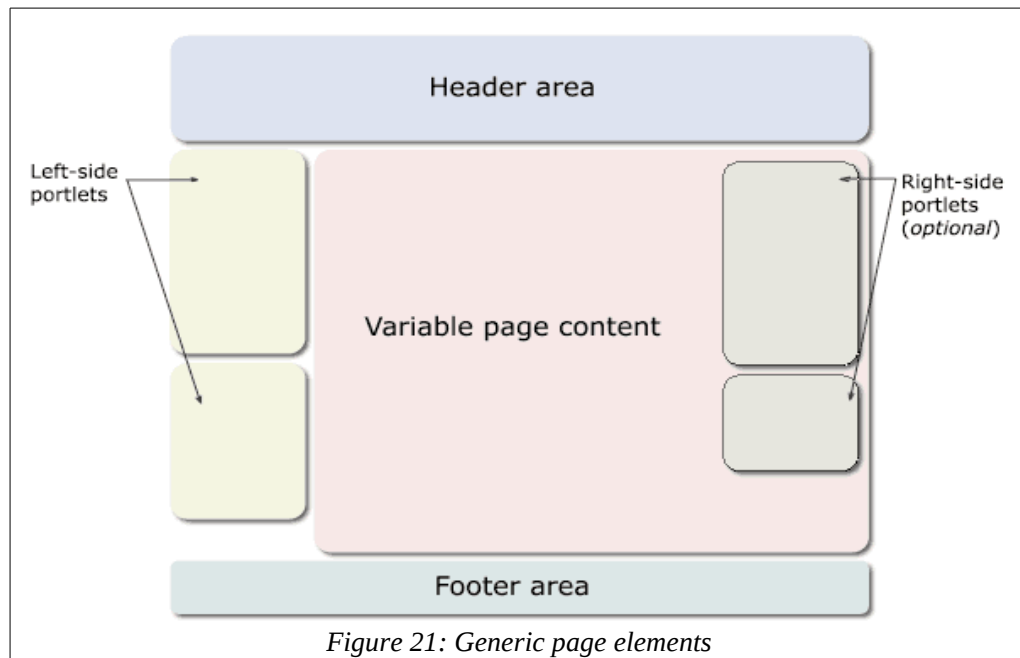 Header area
Left-side
portlets
Right-side
portlets
(optional)
Variable page content
Footer area
Figure 21: Generic page elements